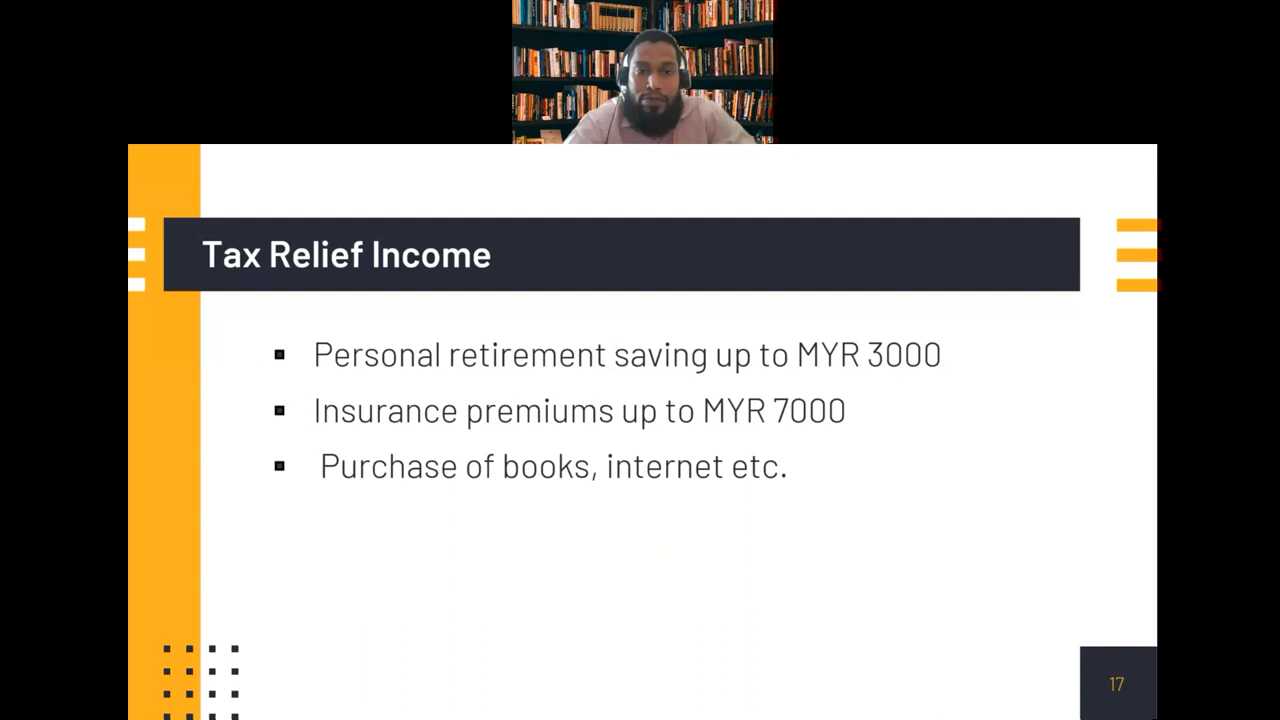 Tax Relief Income
Personal retirement saving up to MYR 3000
Insurance premiums up to MYR 7000
Purchase of books, internet etc.
17